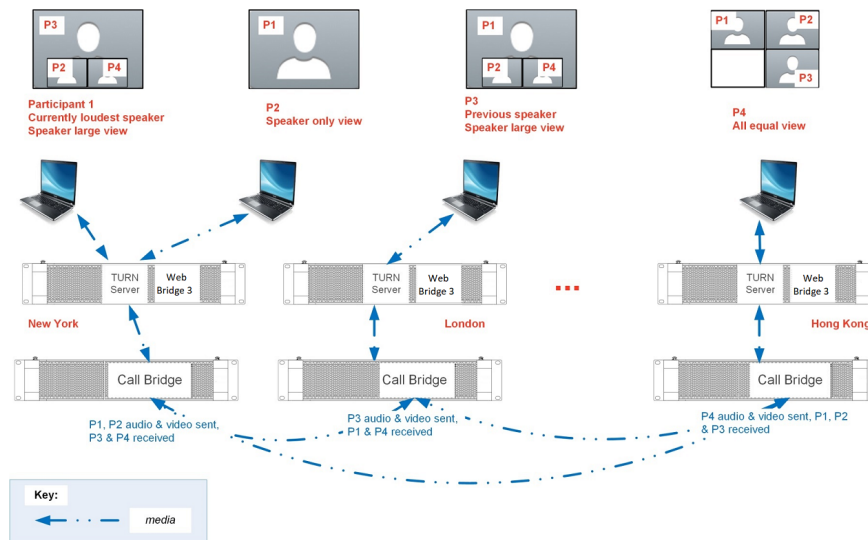 P3
P2
P4
Participant 1
Currently loudest speaker
Speaker large view
P1
P2
Speaker only view
P1
P2
P4
P3
Previous speaker
Speaker large view
P1
P2
P3
P4
All equal view
TURN
Server
Web
Bridge 3
New York
TURN
Server
Web
Bridge 3
London
...
TURN
Server
Web
Bridge 3
Hong Kong
Call Bridge
Call Bridge
Call Bridge
P1, P2 audio & video sent,
P3 & P4 received
P3 audio & video sent,
P1 & P4 received
P4 audio & video sent, P1, P2
& P3 received
Key:
media